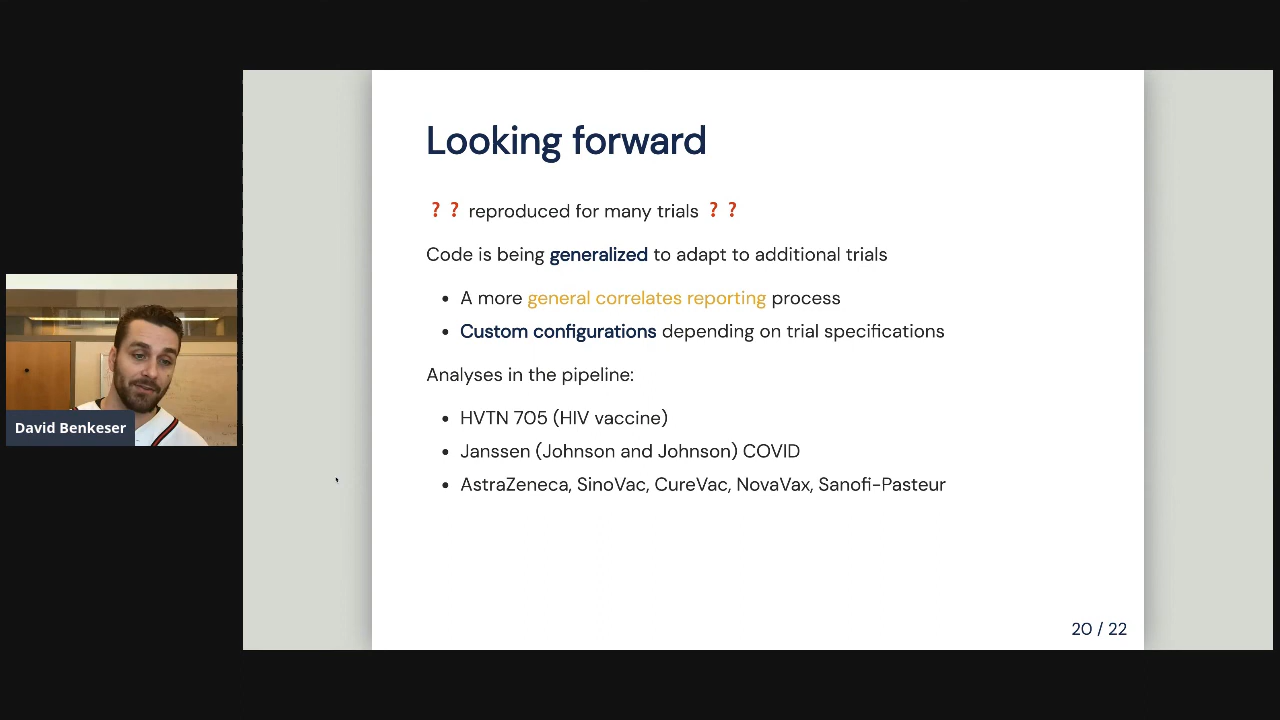 Looking forward
❓ ❓ reproduced for many trials ❓ ❓
Code is being generalized to adapt to additional trials
• A more general correlates reporting process
• Custom configurations depending on trial specifications
Analyses in the pipeline:
• HVTN 705 (HIV vaccine)
• Janssen (Johnson and Johnson) COVID
• AstraZeneca, SinoVac, CureVac, NovaVax, Sanofi-Pasteur
20 / 22
David Benkeser